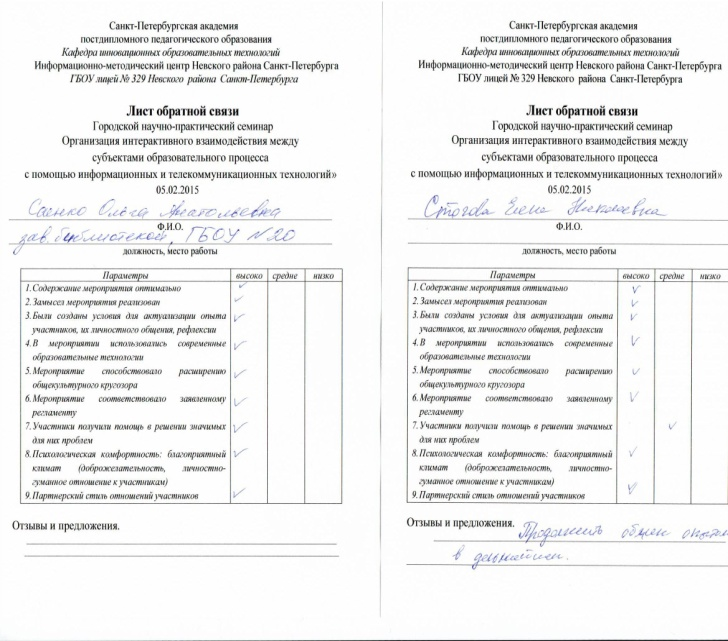 Санкт-Петербургская академия
постдипломного педагогического образования
Кафедра инновационных образовательных технологий
Информационно-методический центр Невского района Санкт-Петербурга
ГБОУ лицей № 329 Невского района Санкт-Петербурга
Лист обратной связи
Городской научно-практический семинар
Организация интерактивного взаимодействия между
субъектами образовательного процесса
с помощью информационных и телекоммуникационных технологий»
05.02.2015
Саенко Ольга Анатольевна
Ф.И.О.
зав. библиотекой, ГБОУ №20
должность, место работы
Параметры высоко средне низко
1. Содержание мероприятия оптимально ✓
2. Замысел мероприятия реализован ✓
3. Были созданы условия для актуализации опыта ✓
участников, их личностного общения, рефлексии
4. В мероприятии использовались современные ✓
образовательные технологии
5. Мероприятие способствовало расширению ✓
общекультурного кругозора
6. Мероприятие соответствовало заявленному ✓
регламенту
7. Участники получили помощь в решении значимых ✓
для них проблем
8. Психологическая комфортность: благоприятный ✓
климат (доброжелательность, личностно-
гуманное отношение к участникам)
9. Партнерский стиль отношений участников ✓
Отзывы и предложения.
Санкт-Петербургская академия
постдипломного педагогического образования
Кафедра инновационных образовательных технологий
Информационно-методический центр Невского района Санкт-Петербурга
ГБОУ лицей № 329 Невского района Санкт-Петербурга
Лист обратной связи
Городской научно-практический семинар
Организация интерактивного взаимодействия между
субъектами образовательного процесса
с помощью информационных и телекоммуникационных технологий»
05.02.2015
Строгова Елена Николаевна
Ф.И.О.
должность, место работы
Параметры высоко средне низко
1. Содержание мероприятия оптимально ✓
2. Замысел мероприятия реализован ✓
3. Были созданы условия для актуализации опыта ✓
участников, их личностного общения, рефлексии
4. В мероприятии использовались современные ✓
образовательные технологии
5. Мероприятие способствовало расширению ✓
общекультурного кругозора
6. Мероприятие соответствовало заявленному ✓
регламенту
7. Участники получили помощь в решении значимых ✓
для них проблем
8. Психологическая комфортность: благоприятный ✓
климат (доброжелательность, личностно-
гуманное отношение к участникам)
9. Партнерский стиль отношений участников ✓
Отзывы и предложения. Продолжить обмен опыта
в дальнейшем.